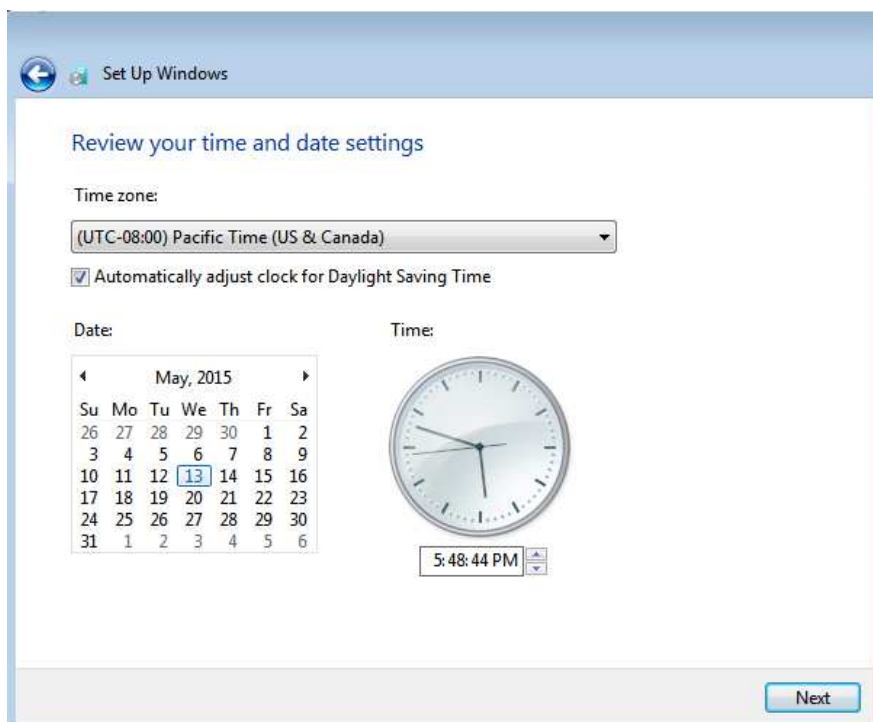 Set Up Windows
Review your time and date settings
Time zone:
(UTC-08:00) Pacific Time (US & Canada)
Automatically adjust clock for Daylight Saving Time
Date:
Time:
May, 2015
Su Mo Tu We Th Fr Sa
26 27 28 29 30 1 2
3 4 5 6 7 8 9
10 11 12 13 14 15 16
17 18 19 20 21 22 23
24 25 26 27 28 29 30
31 1 2 3 4 5 6
5:48:44 PM
Next